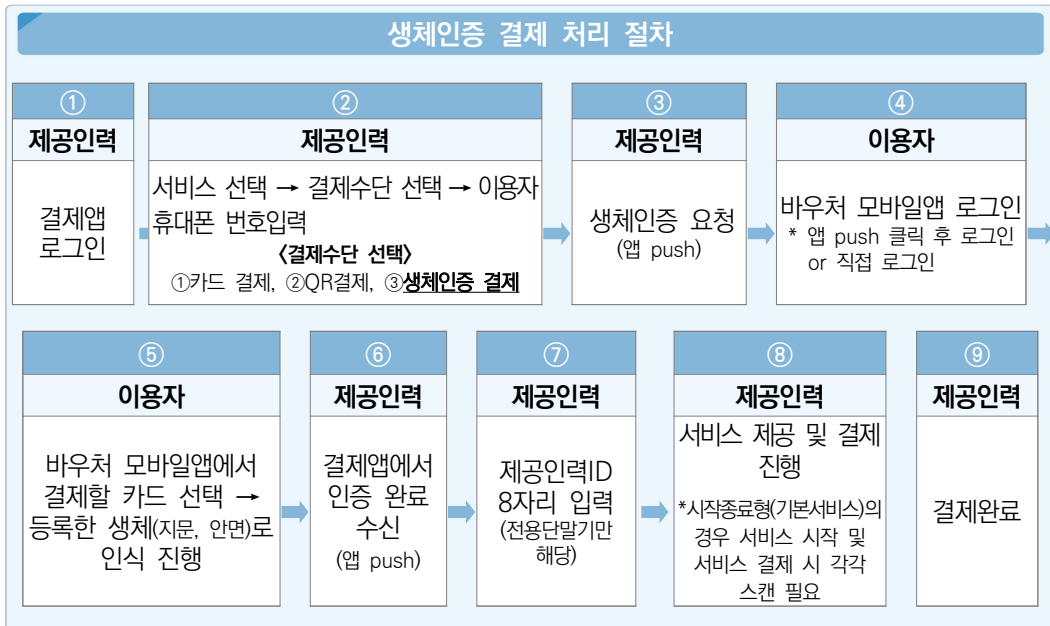 생체인증 결제 처리 절차
①
제공인력
결제앱
로그인
②
제공인력
서비스 선택 → 결제수단 선택 → 이용자
휴대폰 번호입력
〈결제수단 선택〉
①카드 결제, ②QR결제, ③생체인증 결제
③
제공인력
생체인증 요청
(앱 push)
④
이용자
바우처 모바일앱 로그인
* 앱 push 클릭 후 로그인
or 직접 로그인
⑤
이용자
바우처 모바일앱에서
결제할 카드 선택 →
등록한 생체(지문, 안면)로
인식 진행
⑥
제공인력
결제앱에서
인증 완료
수신
(앱 push)
⑦
제공인력
제공인력ID
8자리 입력
(전용단말기만
해당)
⑧
제공인력
서비스 제공 및 결제
진행
*시작종료형(기본서비스)의
경우 서비스 시작 및
서비스 결제 시 각각
스캔 필요
⑨
제공인력
결제완료